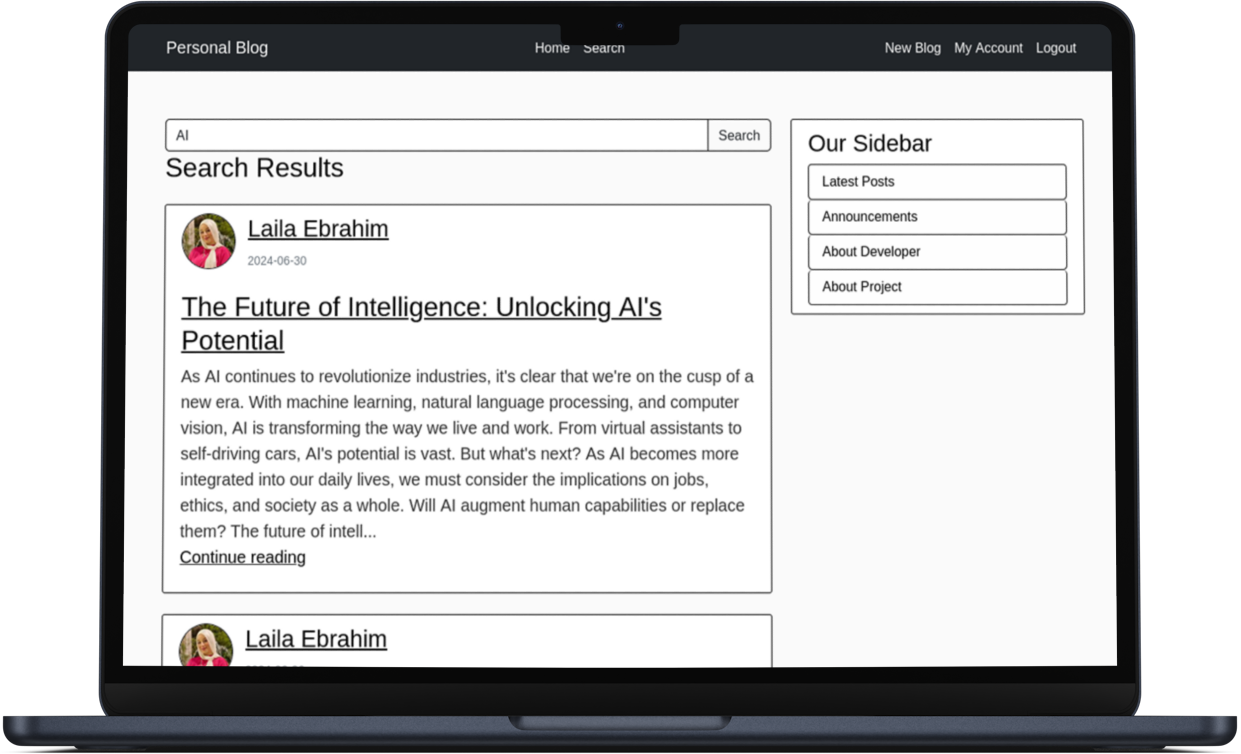 Personal Blog
Home Search
New Blog My Account Logout
AI
Search
Search Results
Laila Ebrahim
2024-06-30
The Future of Intelligence: Unlocking AI's
Potential
As AI continues to revolutionize industries, it's clear that we're on the cusp of a
new era. With machine learning, natural language processing, and computer
vision, AI is transforming the way we live and work. From virtual assistants to
self-driving cars, AI's potential is vast. But what's next? As AI becomes more
integrated into our daily lives, we must consider the implications on jobs,
ethics, and society as a whole. Will AI augment human capabilities or replace
them? The future of intell...
Continue reading
Laila Ebrahim
Our Sidebar
Latest Posts
Announcements
About Developer
About Project